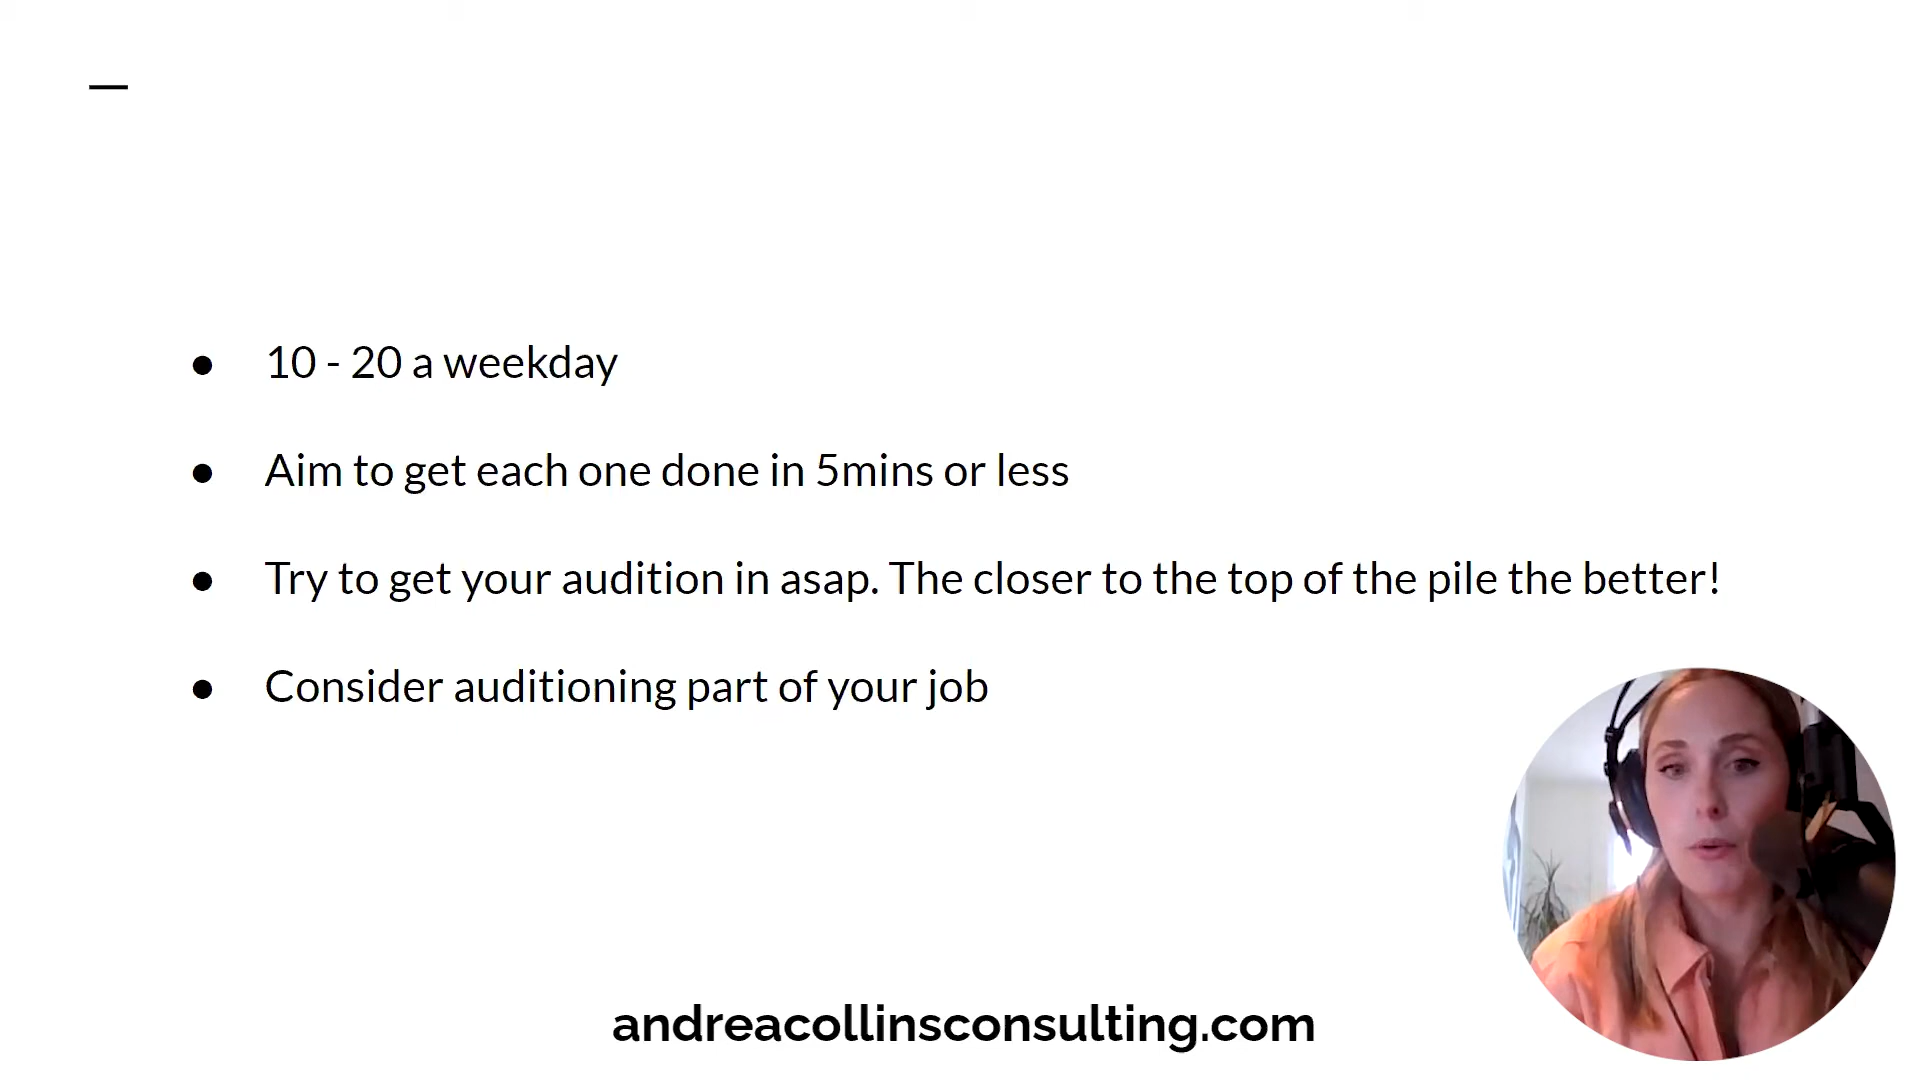 10 - 20 a weekday
Aim to get each one done in 5mins or less
Try to get your audition in asap. The closer to the top of the pile the better!
Consider auditioning part of your job
andreacollinsconsulting.com